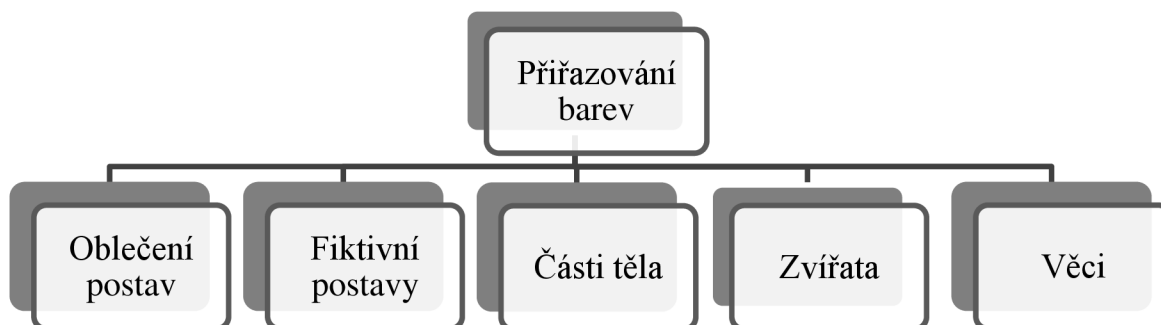 Přiřazování
barev
Oblečení
postav
Fiktivní
postavy
Části těla
Zvířata
Věci